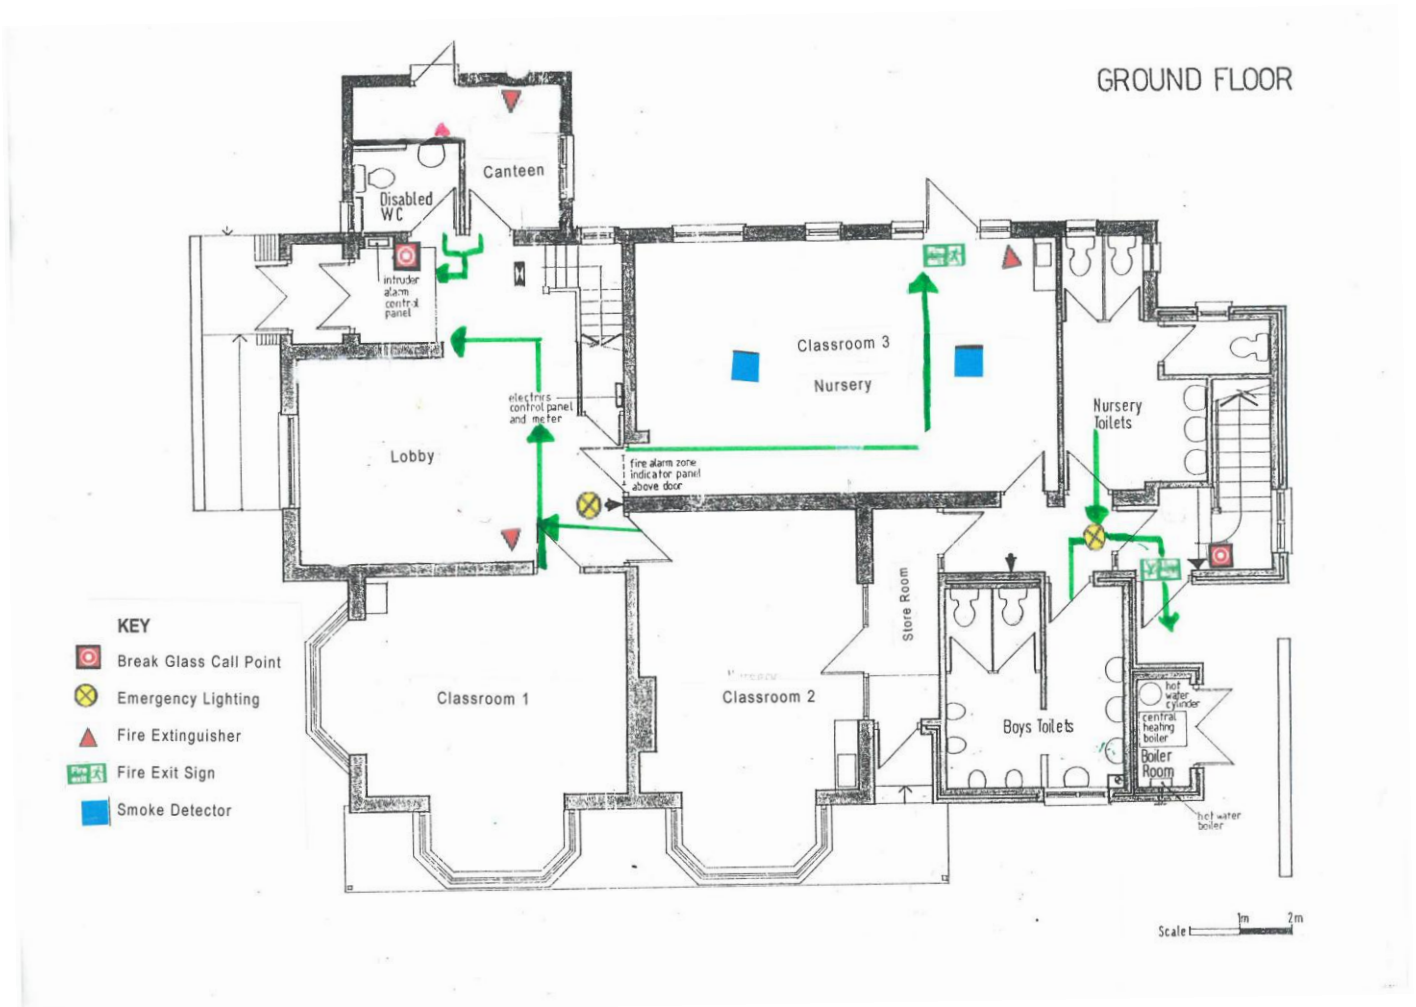 GROUND FLOOR
Canteen
Disabled
WC
intruder
alarm
control
panel
Classroom 3
Nursery
electrics
control panel
and meter
Nursery
Toilets
Lobby
fire alarm zone
indicator panel
above door
Store Room
KEY
Break Glass Call Point
Emergency Lighting
Fire Extinguisher
Fire Exit Sign
Smoke Detector
Classroom 1
Classroom 2
Boys Toilets
hot
water
cylinder
central
heating
boiler
Boiler
Room
hot water
boiler
Scale
1m
2m